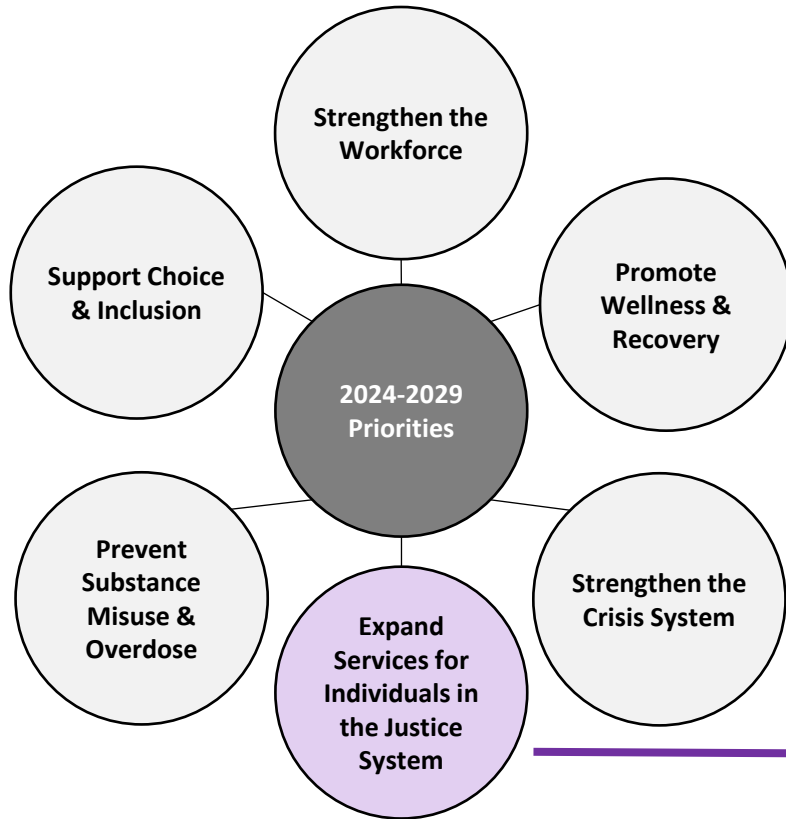 Strengthen the
Workforce
Support Choice
& Inclusion
Promote
Wellness &
Recovery
2024-2029
Priorities
Prevent
Substance
Misuse &
Overdose
Strengthen the
Crisis System
Expand
Services for
Individuals in
the Justice
System